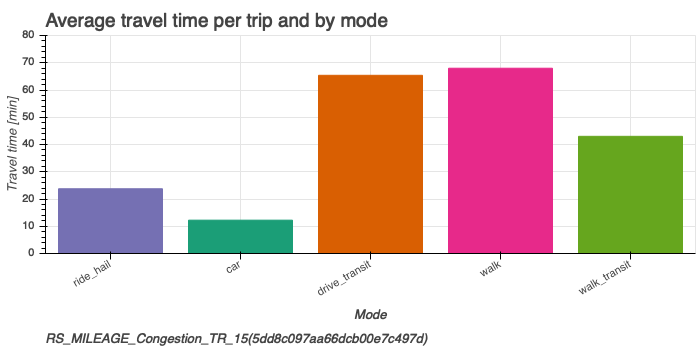 Average travel time per trip and by mode
80
70
60
50
40
30
20
10
0
Travel time [min]
ride_hail
car
drive_transit
walk
walk_transit
Mode
RS_MILEAGE_Congestion_TR_15(5dd8c097aa66dcb00e7c497d)